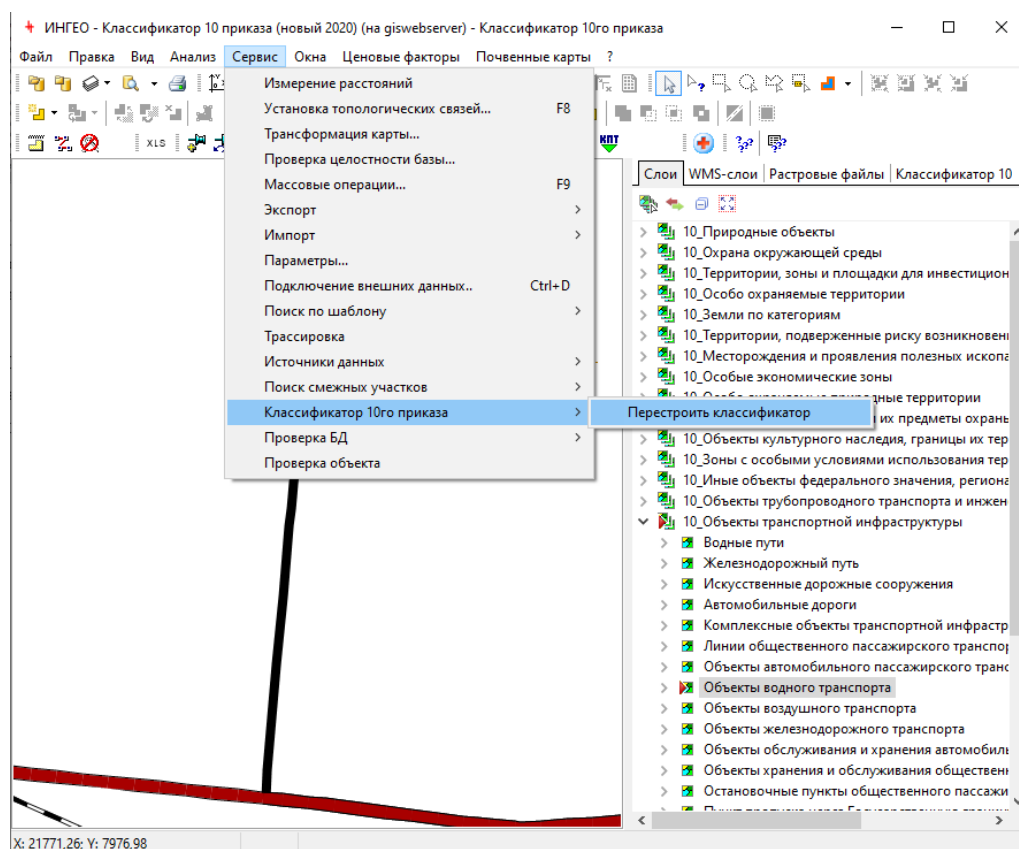 ИНГЕО - Классификатор 10 приказа (новый 2020) (на giswebserver) - Классификатор 10го приказа
Файл Правка Вид Анализ Сервис Окна Ценовые факторы Почвенные карты ?
Измерение расстояний
Установка топологических связей... F8
Трансформация карты...
Проверка целостности базы...
Массовые операции... F9
Экспорт
Импорт
Параметры...
Подключение внешних данных.. Ctrl+D
Поиск по шаблону
Трассировка
Источники данных
Поиск смежных участков
Классификатор 10го приказа
Проверка БД
Проверка объекта
Перестроить классификатор
XLS
КПТ
Слои WMS-слои Растровые файлы Классификатор 10
10_Природные объекты
10_Охрана окружающей среды
10_Территории, зоны и площадки для инвестицион
10_Особо охраняемые территории
10_Земли по категориям
10_Территории, подверженные риску возникновен
10_Месторождения и проявления полезных ископа
10_Особые экономические зоны
дные территории
их предметы охраны
10_Объекты культурного наследия, границы их тер
10_Зоны с особыми условиями использования тер
10_Иные объекты федерального значения, региона
10_Объекты трубопроводного транспорта и инжен
10_Объекты транспортной инфраструктуры
Водные пути
Железнодорожный путь
Искусственные дорожные сооружения
Автомобильные дороги
Комплексные объекты транспортной инфрастр
Линии общественного пассажирского транспор
Объекты автомобильного пассажирского транс
Объекты водного транспорта
Объекты воздушного транспорта
Объекты железнодорожного транспорта
Объекты обслуживания и хранения автомобиль
Объекты хранения и обслуживания общественн
Остановочные пункты общественного пассажи
X: 21771,26; Y: 7976,98